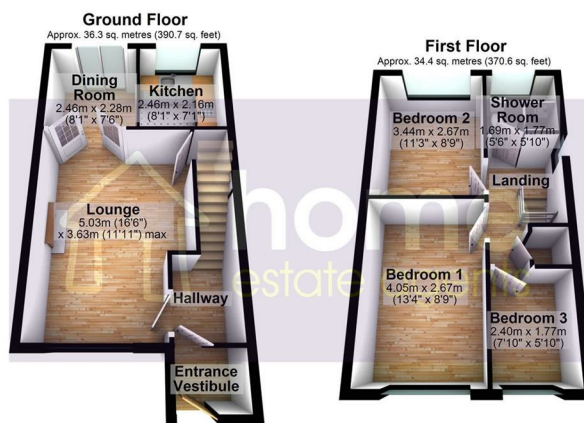 Ground Floor
Approx. 36.3 sq. metres (390.7 sq. feet)
Dining
Room
2.46m x 2.28m
(8'1" x 7'6")
Kitchen
2.46m x 2.16m
(8'1" x 7'1")
Lounge
5.03m (16'6")
x 3.63m (11'11") max
Hallway
Entrance
Vestibule
First Floor
Approx. 34.4 sq. metres (370.6 sq. feet)
Bedroom 2
3.44m x 2.67m
(11'3" x 8'9")
Shower
Room
1.69m x 1.77m
(5'6" x 5'10")
Landing
Bedroom 1
4.05m x 2.67m
(13'4" x 8'9")
Bedroom 3
2.40m x 1.77m
(7'10" x 5'10")
home
estate agents